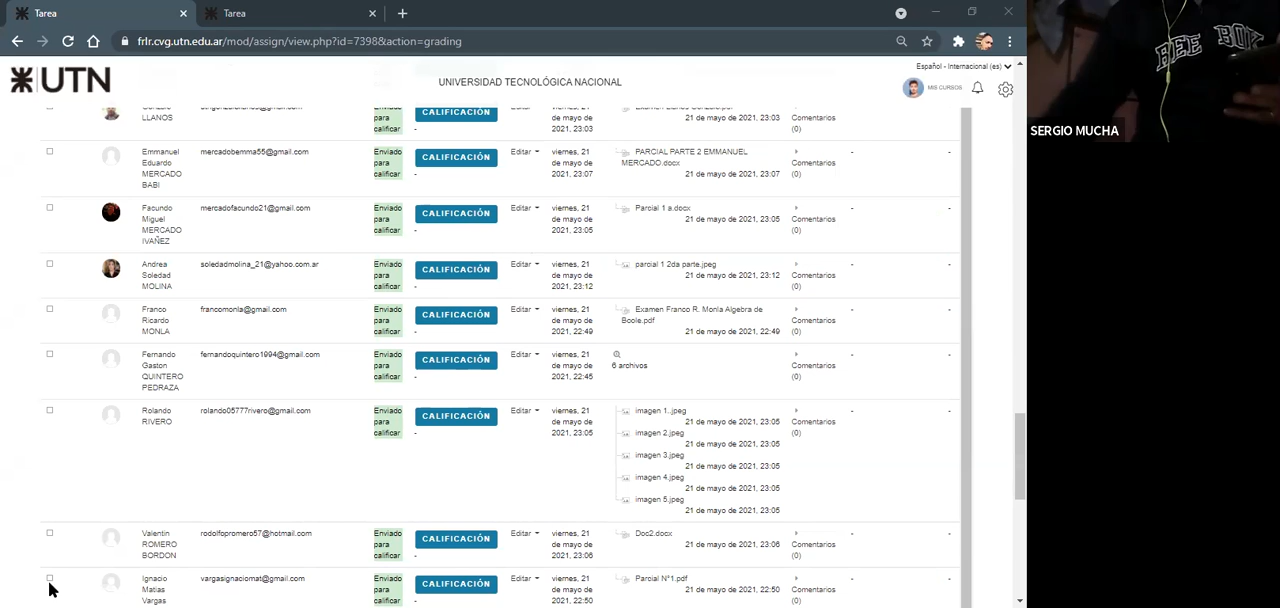 Tarea
Tarea
frlr.cvg.utn.edu.ar/mod/assign/view.php?id=7398&action=grading
Español - Internacional (es)
UTN
UNIVERSIDAD TECNOLÓGICA NACIONAL
MIS CURSOS
BEE BOY
SERGIO MUCHA
LLANOS
Enviado para calificar
CALIFICACIÓN
-
viernes, 21 de mayo de 2021, 23:03
21 de mayo de 2021, 23:03
Comentarios (0)
Emmanuel Eduardo MERCADO BABI
mercadobemma55@gmail.com
Enviado para calificar
CALIFICACIÓN
-
Editar
viernes, 21 de mayo de 2021, 23:07
PARCIAL PARTE 2 EMMANUEL MERCADO.docx
21 de mayo de 2021, 23:07
Comentarios (0)
-
-
Facundo Miguel MERCADO IVAÑEZ
mercadofacundo21@gmail.com
Enviado para calificar
CALIFICACIÓN
-
Editar
viernes, 21 de mayo de 2021, 23:05
Parcial 1 a.docx
21 de mayo de 2021, 23:05
Comentarios (0)
-
-
Andrea Soledad MOLINA
soledadmolina_21@yahoo.com.ar
Enviado para calificar
CALIFICACIÓN
-
Editar
viernes, 21 de mayo de 2021, 23:12
parcial 1 2da parte.jpeg
21 de mayo de 2021, 23:12
Comentarios (0)
-
-
Franco Ricardo MONLA
francomonla@gmail.com
Enviado para calificar
CALIFICACIÓN
-
Editar
viernes, 21 de mayo de 2021, 22:49
Examen Franco R. Monla Algebra de Boole.pdf
21 de mayo de 2021, 22:49
Comentarios (0)
-
-
Fernando Gaston QUINTERO PEDRAZA
fernandoquintero1994@gmail.com
Enviado para calificar
CALIFICACIÓN
-
Editar
viernes, 21 de mayo de 2021, 22:45
6 archivos
Comentarios (0)
-
-
Rolando RIVERO
rolando05777rivero@gmail.com
Enviado para calificar
CALIFICACIÓN
-
Editar
viernes, 21 de mayo de 2021, 23:05
imagen 1..jpeg
21 de mayo de 2021, 23:05
imagen 2.jpeg
21 de mayo de 2021, 23:05
imagen 3.jpeg
21 de mayo de 2021, 23:05
imagen 4.jpeg
21 de mayo de 2021, 23:05
imagen 5.jpeg
21 de mayo de 2021, 23:05
Comentarios (0)
-
-
Valentin ROMERO BORDON
rodolfopromero57@hotmail.com
Enviado para calificar
CALIFICACIÓN
-
Editar
viernes, 21 de mayo de 2021, 23:06
Doc2.docx
21 de mayo de 2021, 23:06
Comentarios (0)
-
-
Ignacio Matias Vargas
vargasignaciomat@gmail.com
Enviado para calificar
CALIFICACIÓN
-
Editar
viernes, 21 de mayo de 2021, 22:50
Parcial N°1.pdf
21 de mayo de 2021, 22:50
Comentarios (0)
-
-